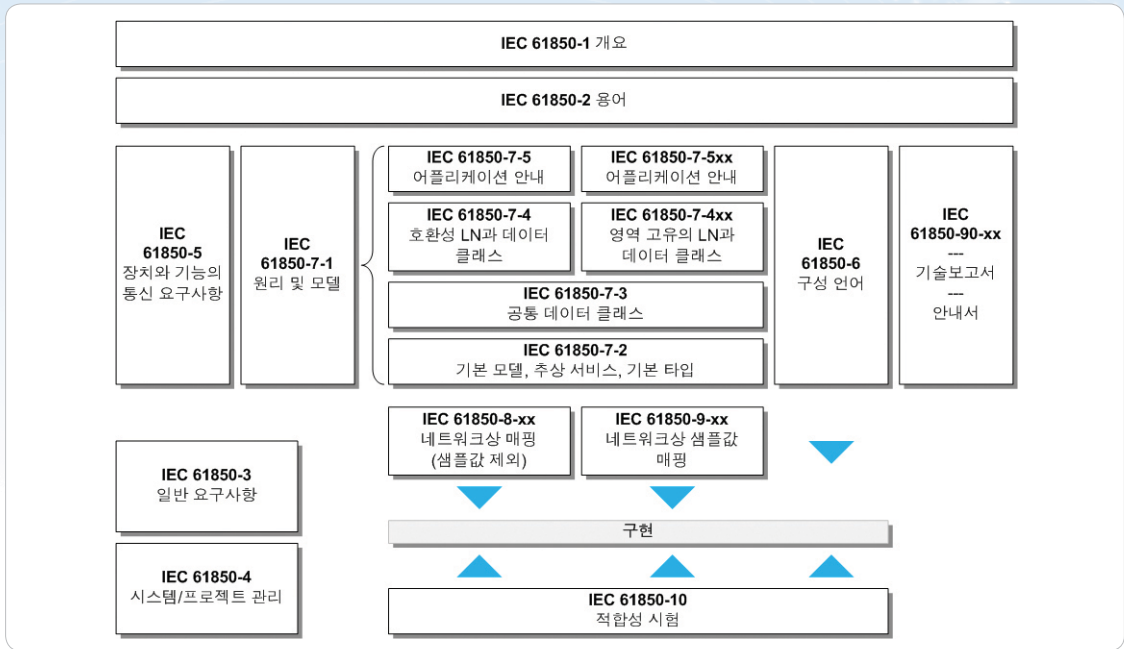 IEC 61850-1 개요
IEC 61850-2 용어
IEC
61850-5
장치와 기능의
통신 요구사항
IEC
61850-7-1
원리 및 모델
IEC 61850-7-5
어플리케이션 안내
IEC 61850-7-5xx
어플리케이션 안내
IEC 61850-7-4
호환성 LN과 데이터
클래스
IEC 61850-7-4xx
영역 고유의 LN과
데이터 클래스
IEC 61850-7-3
공통 데이터 클래스
IEC 61850-7-2
기본 모델, 추상 서비스, 기본 타입
IEC
61850-6
구성 언어
IEC
61850-90-xx
---
기술보고서
---
안내서
IEC 61850-8-xx
네트워크상 매핑
(샘플값 제외)
IEC 61850-9-xx
네트워크상 샘플값
매핑
IEC 61850-3
일반 요구사항
구현
IEC 61850-4
시스템/프로젝트 관리
IEC 61850-10
적합성 시험